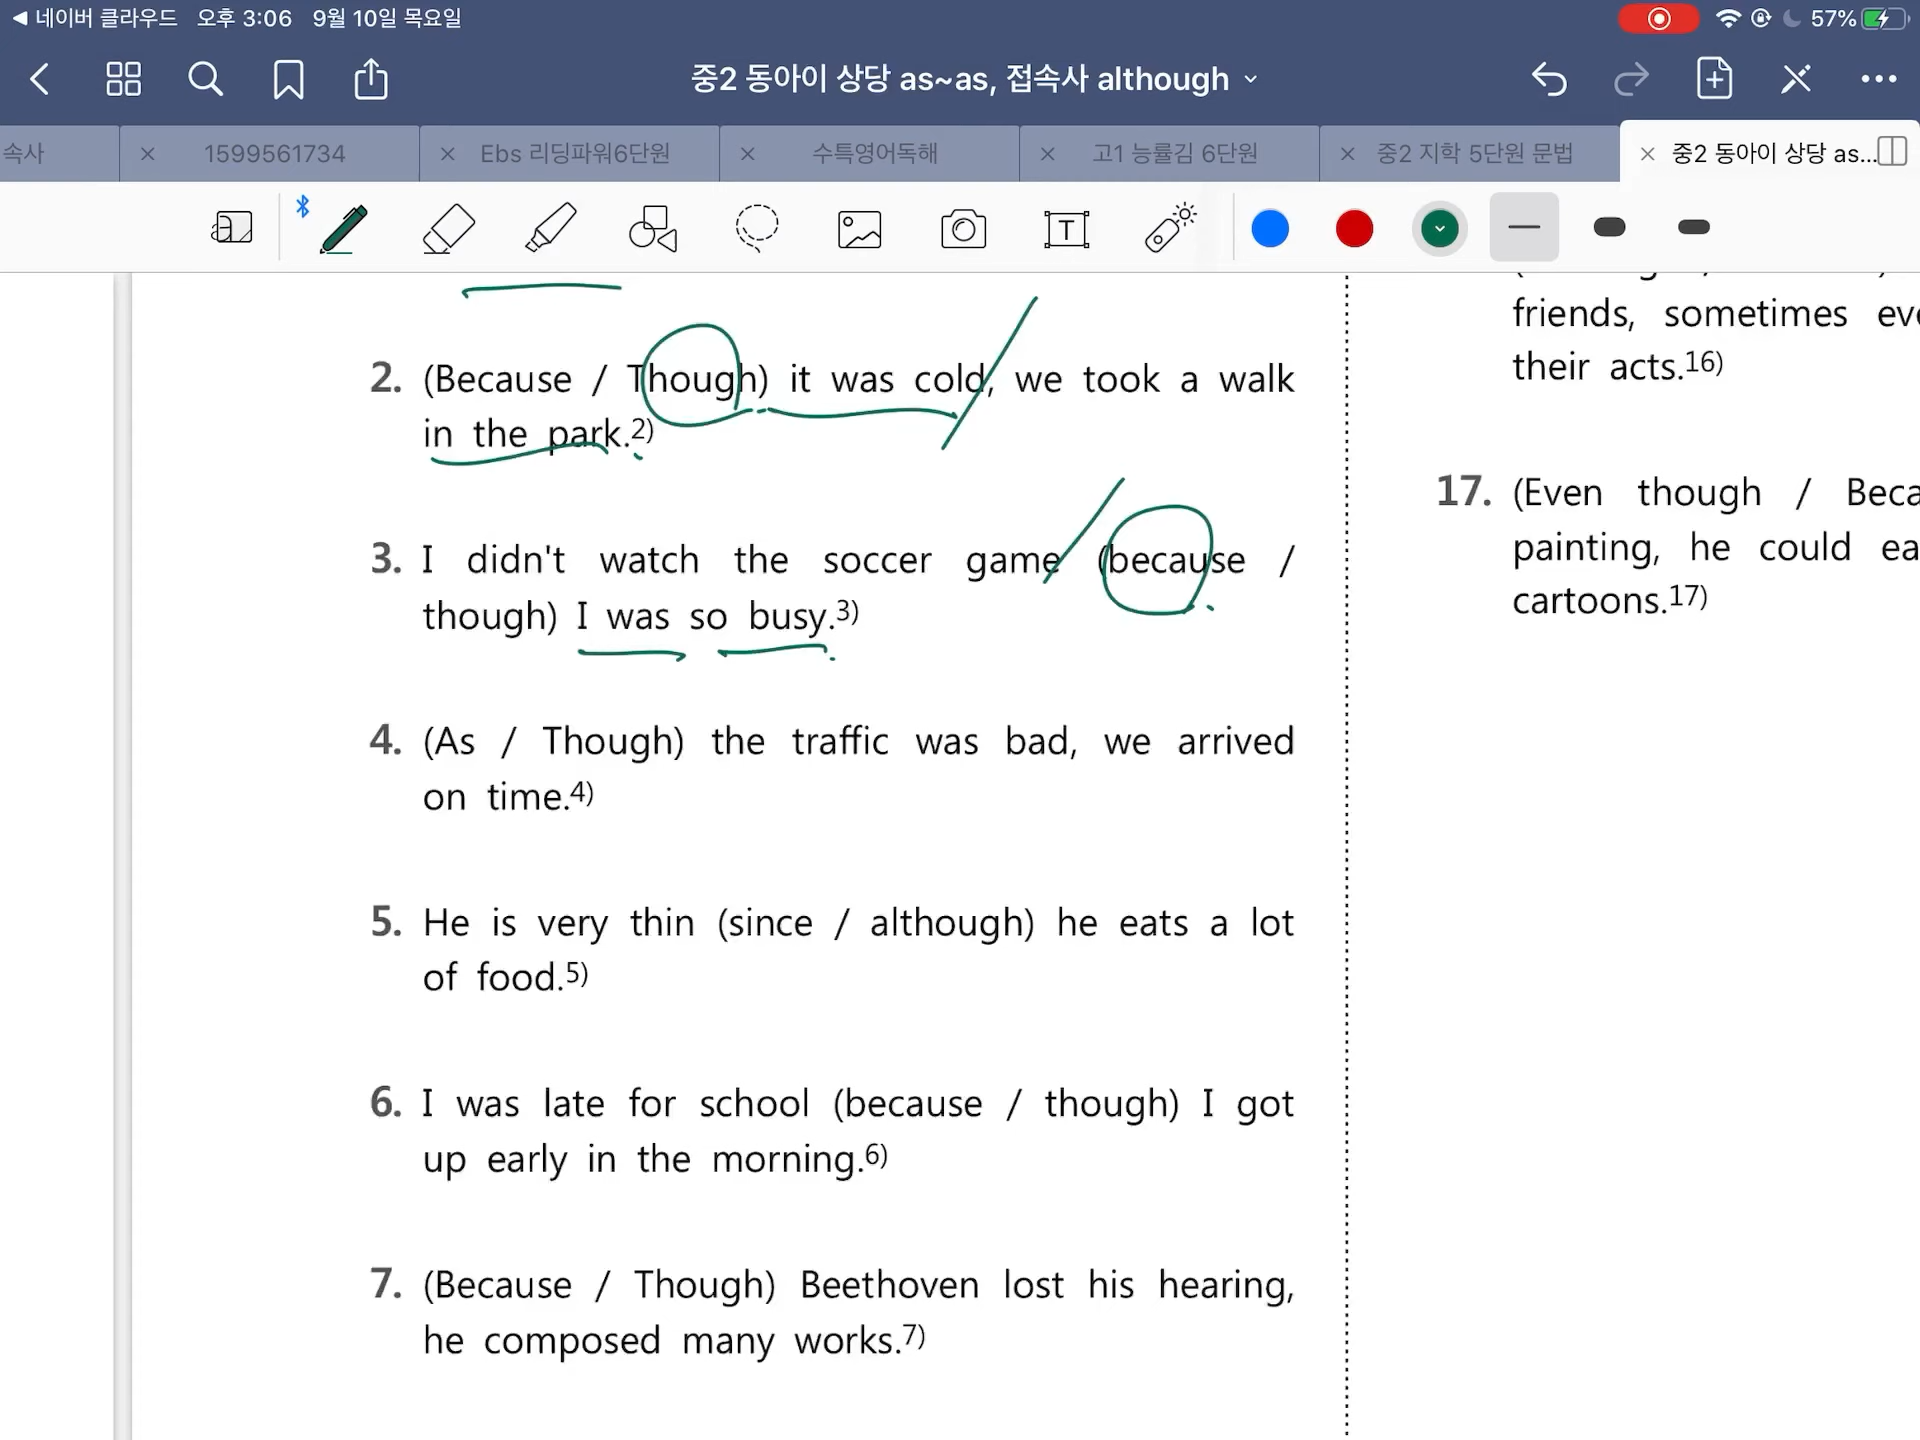 ◀ 네이버 클라우드 오후 3:06 9월 10일 목요일 57%
중2 동아이 상당 as~as, 접속사 although
속사 1599561734 Ebs 리딩파워6단원 수특영어독해 고1 능률김 6단원 중2 지학 5단원 문법 중2 동아이 상당 as...
2. (Because / Though) it was cold, we took a walk
in the park.2)
3. I didn't watch the soccer game (because /
though) I was so busy.3)
4. (As / Though) the traffic was bad, we arrived
on time.4)
5. He is very thin (since / although) he eats a lot
of food.5)
6. I was late for school (because / though) I got
up early in the morning.6)
7. (Because / Though) Beethoven lost his hearing,
he composed many works.7)
friends, sometimes
their acts.16)
17. (Even though /
painting, he could
cartoons.17)